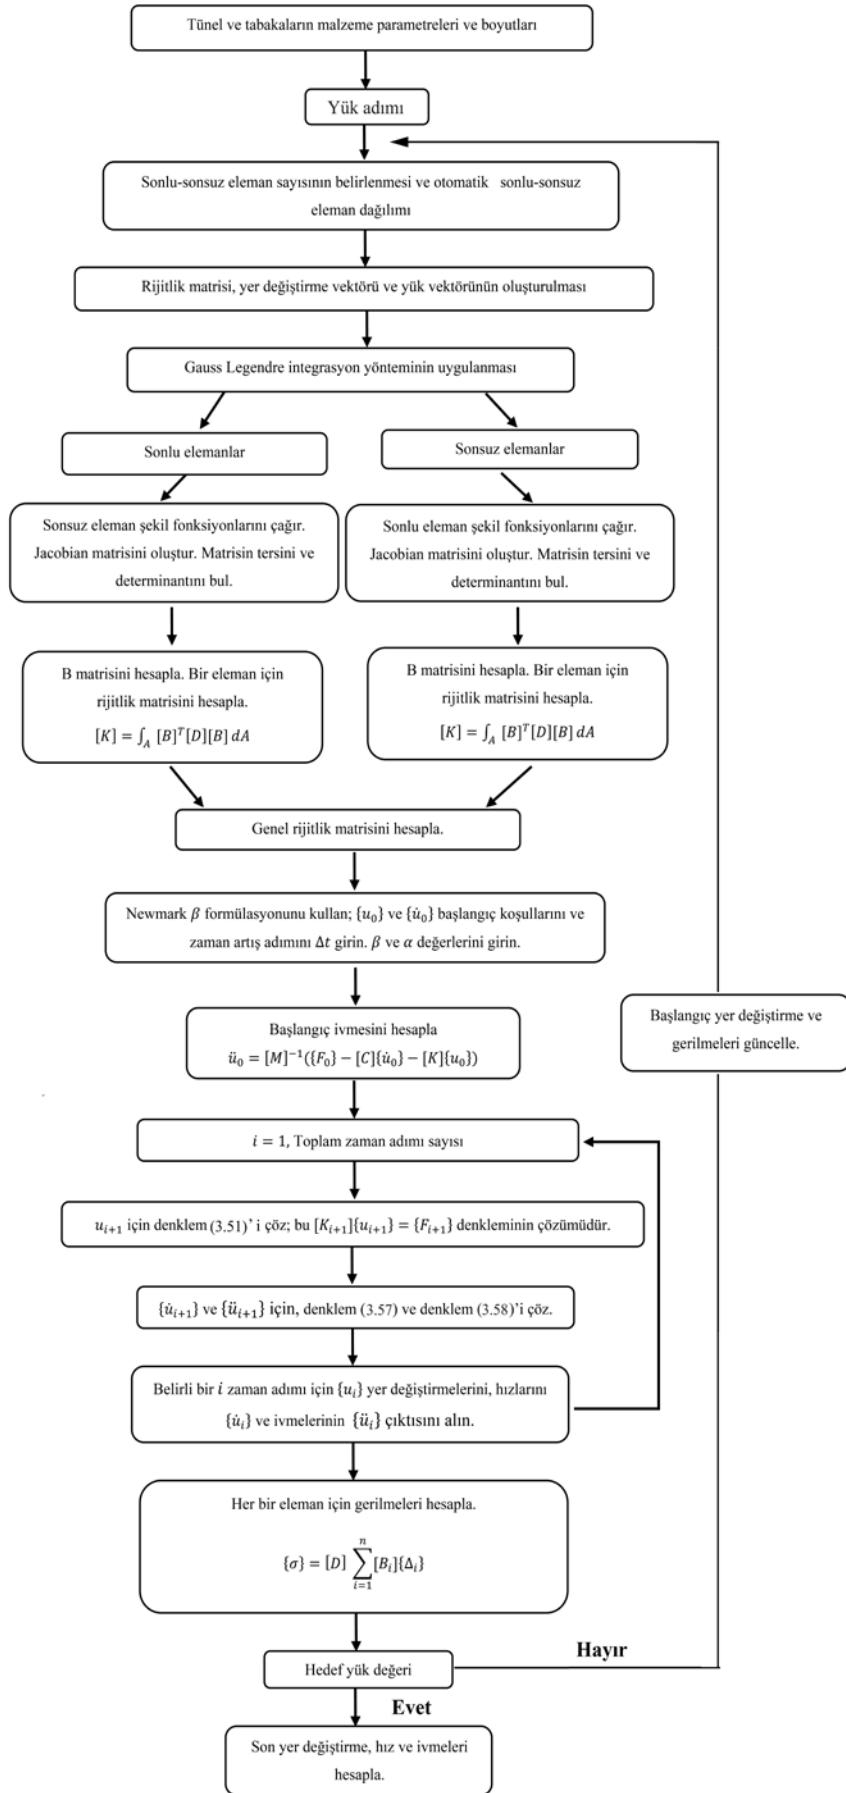 Tünel ve tabakaların malzeme parametreleri ve boyutları
Yük adımı
Sonlu-sonsuz eleman sayısının belirlenmesi ve otomatik sonlu-sonsuz
eleman dağılımı
Rijitlik matrisi, yer değiştirme vektörü ve yük vektörünün oluşturulması
Gauss Legendre integrasyon yönteminin uygulanması
Sonlu elemanlar
Sonsuz elemanlar
Sonsuz eleman şekil fonksiyonlarını çağır.
Jacobian matrisini oluştur. Matrisin tersini ve
determinantını bul.
Sonlu eleman şekil fonksiyonlarını çağır.
Jacobian matrisini oluştur. Matrisin tersini ve
determinantını bul.
B matrisini hesapla. Bir eleman için
rijitlik matrisini hesapla.
[K] = ∫_A [B]^T[D][B] dA
B matrisini hesapla. Bir eleman için
rijitlik matrisini hesapla.
[K] = ∫_A [B]^T[D][B] dA
Genel rijitlik matrisini hesapla.
Newmark β formülasyonunu kullan; {u₀} ve {u̇₀} başlangıç koşullarını ve
zaman artış adımını Δt girin. β ve α değerlerini girin.
Başlangıç yer değiştirme ve
gerilmeleri güncelle.
Başlangıç ivmesini hesapla
ü₀ = [M]⁻¹({F₀} − [C]{u̇₀} − [K]{u₀})
i = 1, Toplam zaman adımı sayısı
u_{i+1} için denklem (3.51)' i çöz; bu [K_{i+1}]{u_{i+1}} = {F_{i+1}} denkleminin çözümüdür.
{u̇_{i+1}} ve {ü_{i+1}} için, denklem (3.57) ve denklem (3.58)'i çöz.
Belirli bir i zaman adımı için {u_i} yer değiştirmelerini, hızlarını
{u̇_i} ve ivmelerinin {ü_i} çıktısını alın.
Her bir eleman için gerilmeleri hesapla.
{σ} = [D] ∑_{i=1}^{n} [B_i]{Δ_i}
Hedef yük değeri
Hayır
Evet
Son yer değiştirme, hız ve ivmeleri
hesapla.